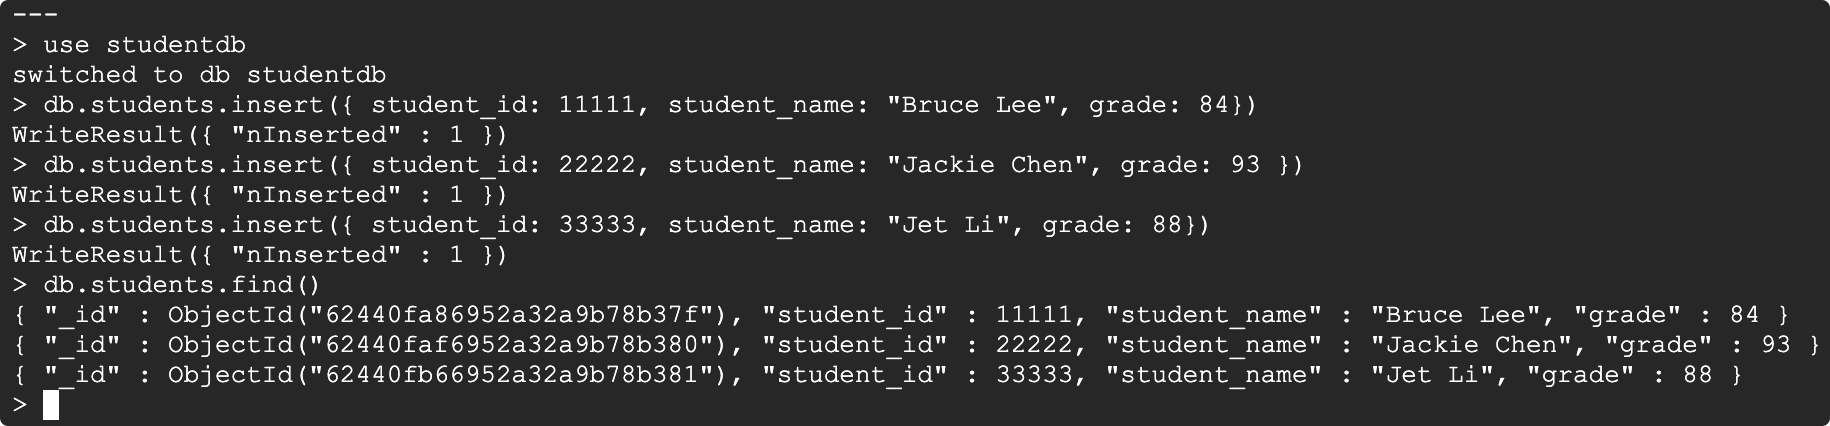 ---
> use studentdb
switched to db studentdb
> db.students.insert({ student_id: 11111, student_name: "Bruce Lee", grade: 84})
WriteResult({ "nInserted" : 1 })
> db.students.insert({ student_id: 22222, student_name: "Jackie Chen", grade: 93 })
WriteResult({ "nInserted" : 1 })
> db.students.insert({ student_id: 33333, student_name: "Jet Li", grade: 88})
WriteResult({ "nInserted" : 1 })
> db.students.find()
{ "_id" : ObjectId("62440fa86952a32a9b78b37f"), "student_id" : 11111, "student_name" : "Bruce Lee", "grade" : 84 }
{ "_id" : ObjectId("62440faf6952a32a9b78b380"), "student_id" : 22222, "student_name" : "Jackie Chen", "grade" : 93 }
{ "_id" : ObjectId("62440fb66952a32a9b78b381"), "student_id" : 33333, "student_name" : "Jet Li", "grade" : 88 }
>